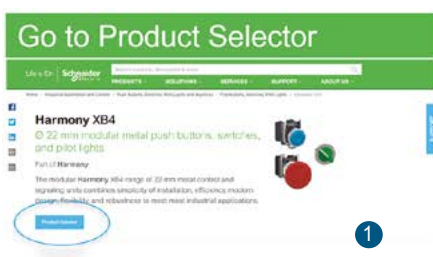 Go to Product Selector
Life Is On Schneider
PRODUCTS SOLUTIONS SERVICES SUPPORT ABOUT US
Harmony XB4
Ø 22 mm modular metal push buttons, switches,
and pilot lights
Part of Harmony
The modular Harmony XB4 range of 22 mm metal control and
signaling units combines simplicity of installation, efficiency, modern
design, flexibility and robustness to meet most industrial applications.
Product Selector
1